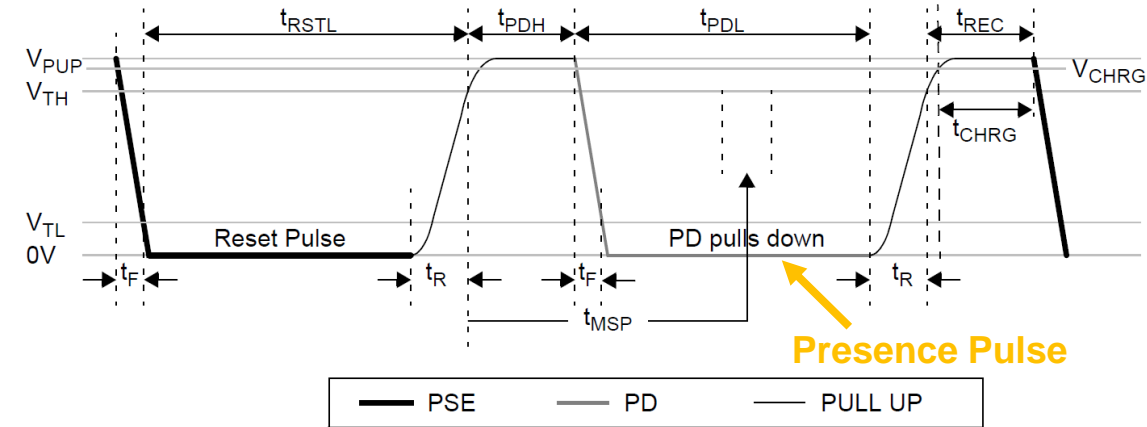 tRSTL tPDH tPDL tREC
VPUP
VCHRG
VTH
tCHRG
VTL
0V
Reset Pulse
PD pulls down
tF tR tF tR
tMSP
Presence Pulse
PSE PD PULL UP